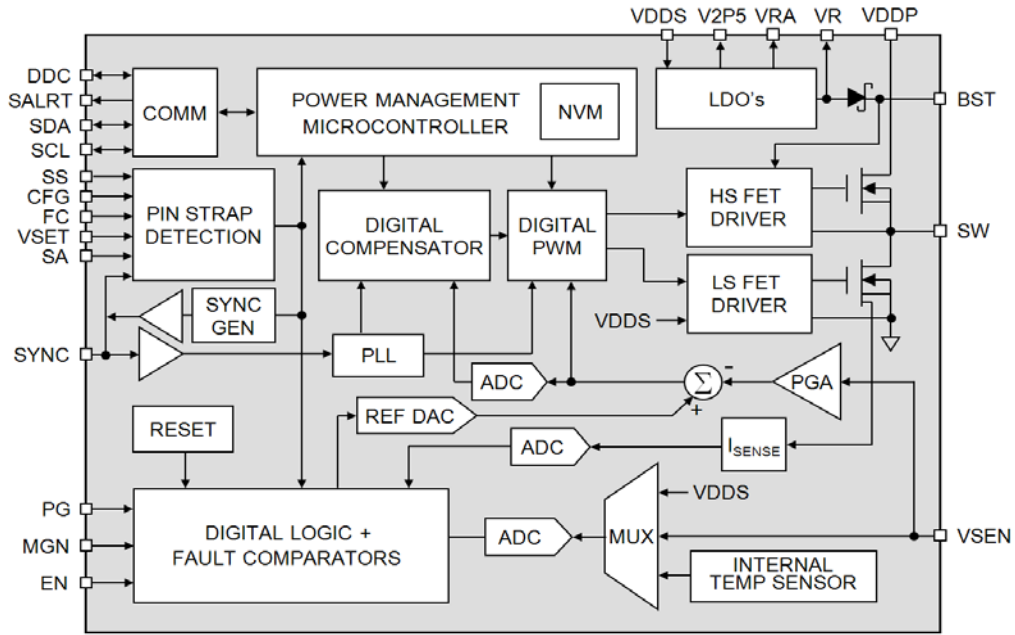 VDDS V2P5 VRA VR VDDP
DDC
SALRT
SDA
SCL
COMM
POWER MANAGEMENT
MICROCONTROLLER
NVM
LDO's
BST
SS
CFG
FC
VSET
SA
PIN STRAP
DETECTION
DIGITAL
COMPENSATOR
DIGITAL
PWM
HS FET
DRIVER
SW
LS FET
DRIVER
VDDS
SYNC
GEN
SYNC
PLL
ADC
Σ
-
+
PGA
REF DAC
RESET
ADC
ISENSE
PG
MGN
EN
DIGITAL LOGIC +
FAULT COMPARATORS
ADC
MUX
VDDS
VSEN
INTERNAL
TEMP SENSOR